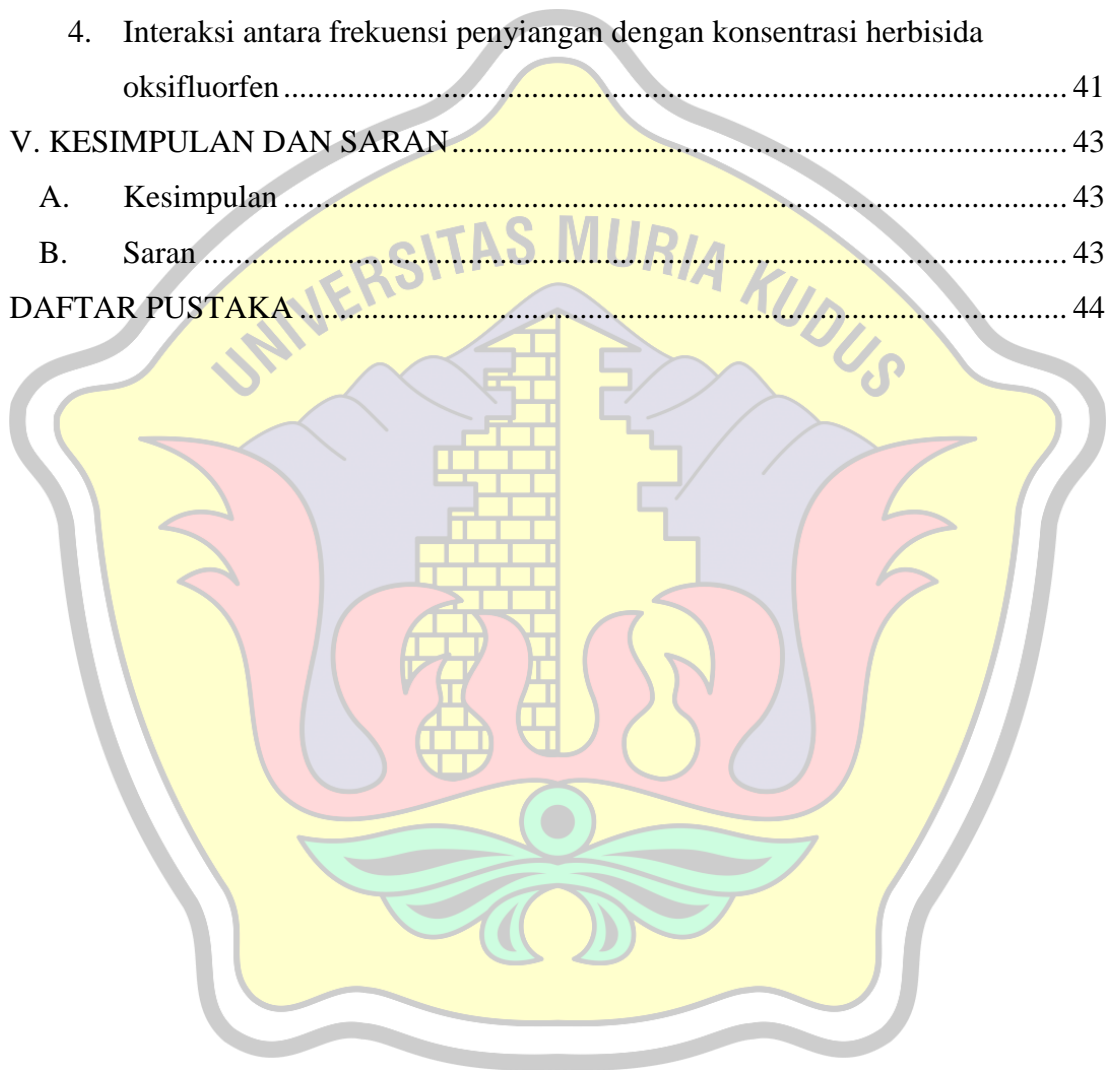 4. Interaksi antara frekuensi penyiangan dengan konsentrasi herbisida
oksifluorfen .................................................................................................. 41
V. KESIMPULAN DAN SARAN............................................................................ 43
A. Kesimpulan ................................................................................................. 43
B. Saran ........................................................................................................... 43
DAFTAR PUSTAKA ............................................................................................... 44
UNIVERSITAS MURIA KUDUS